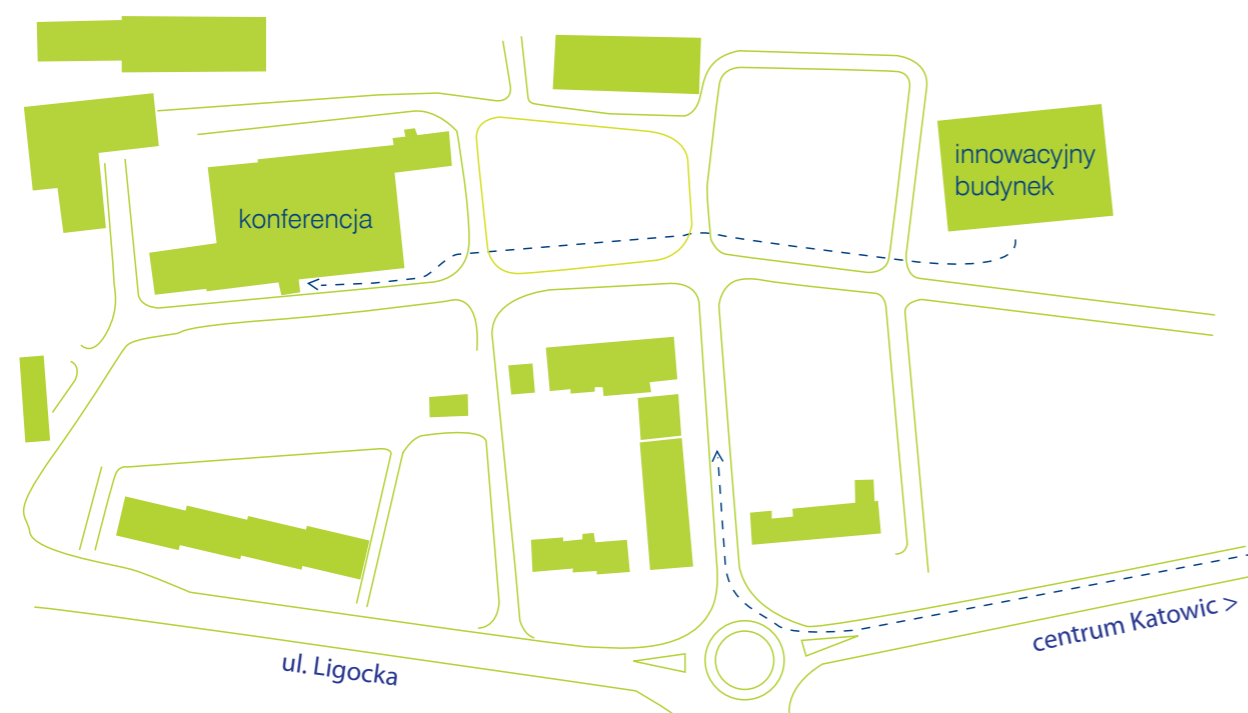 innowacyjny
budynek
konferencja
centrum Katowic >
ul. Ligocka